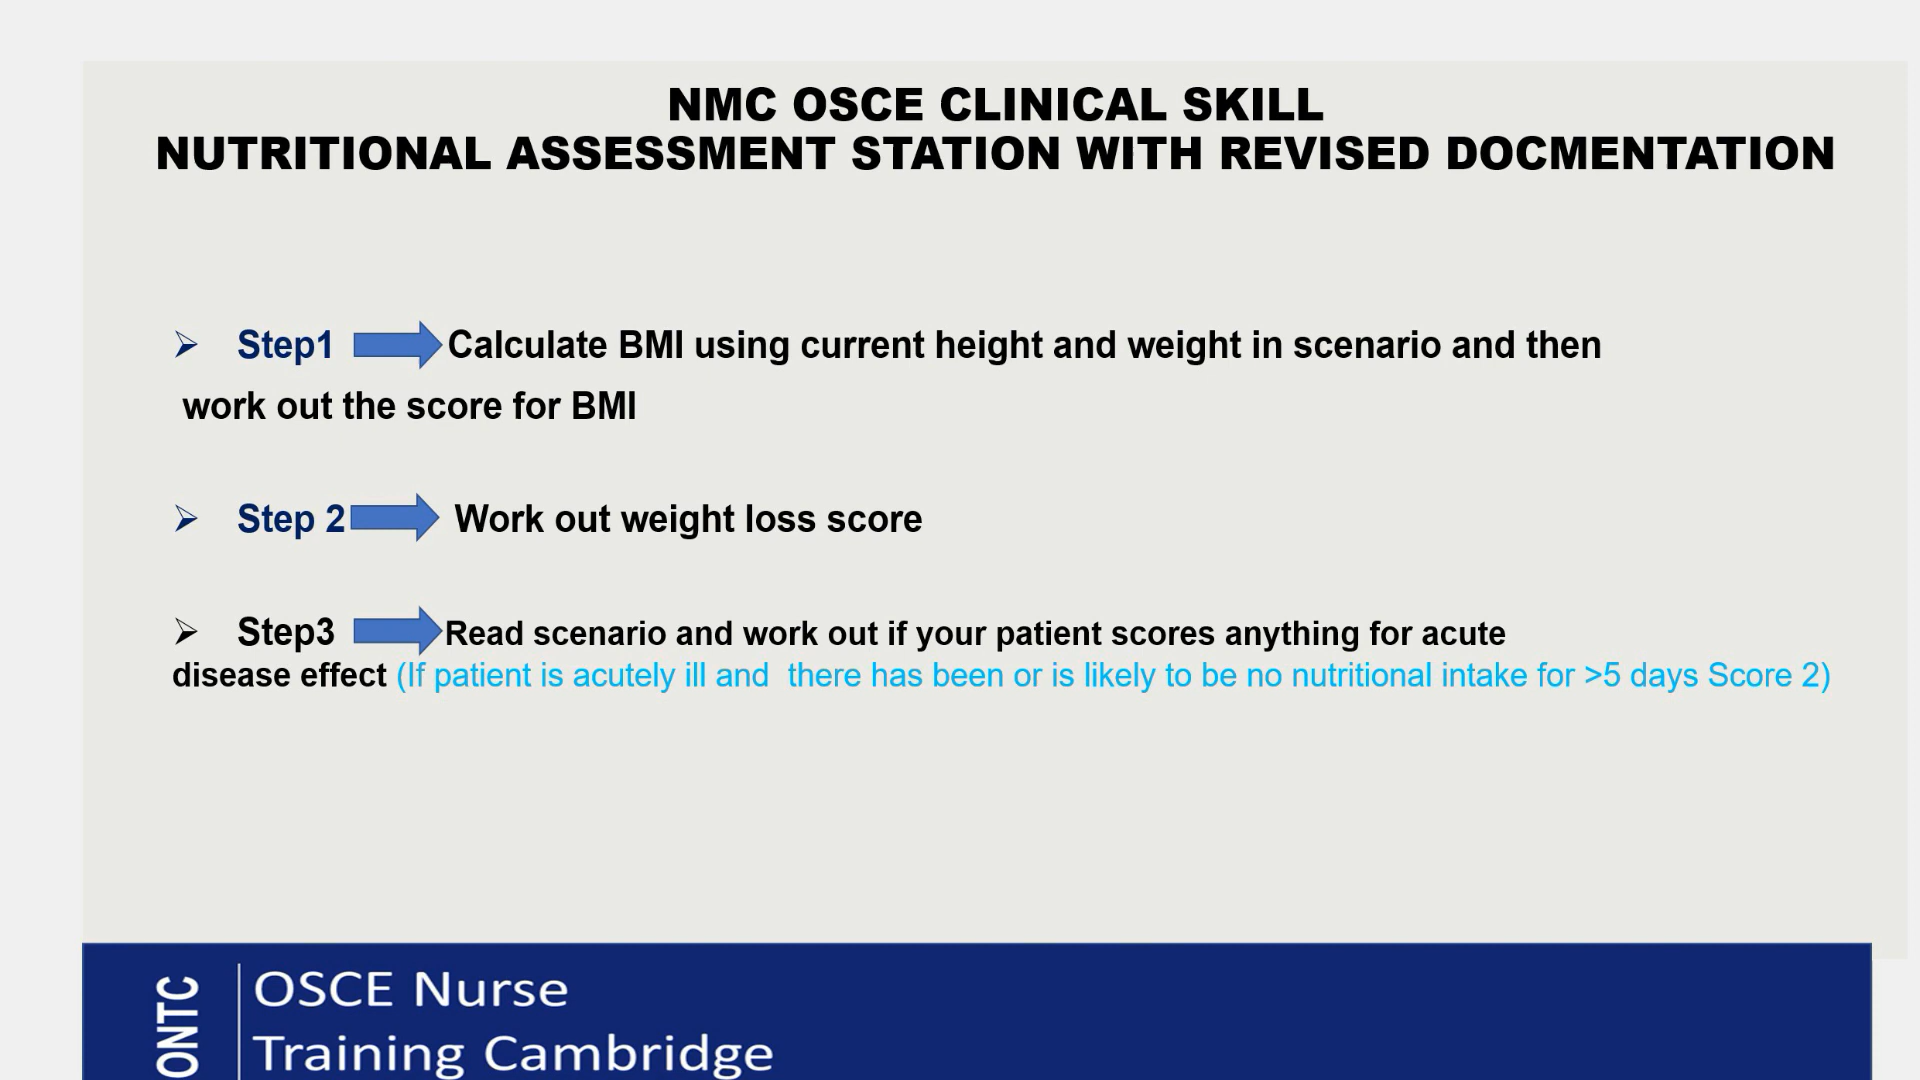 NMC OSCE CLINICAL SKILL
NUTRITIONAL ASSESSMENT STATION WITH REVISED DOCMENTATION
➢ Step1 Calculate BMI using current height and weight in scenario and then
work out the score for BMI
➢ Step 2 Work out weight loss score
➢ Step3 Read scenario and work out if your patient scores anything for acute
disease effect (If patient is acutely ill and there has been or is likely to be no nutritional intake for >5 days Score 2)
ONTC
OSCE Nurse
Training Cambridge